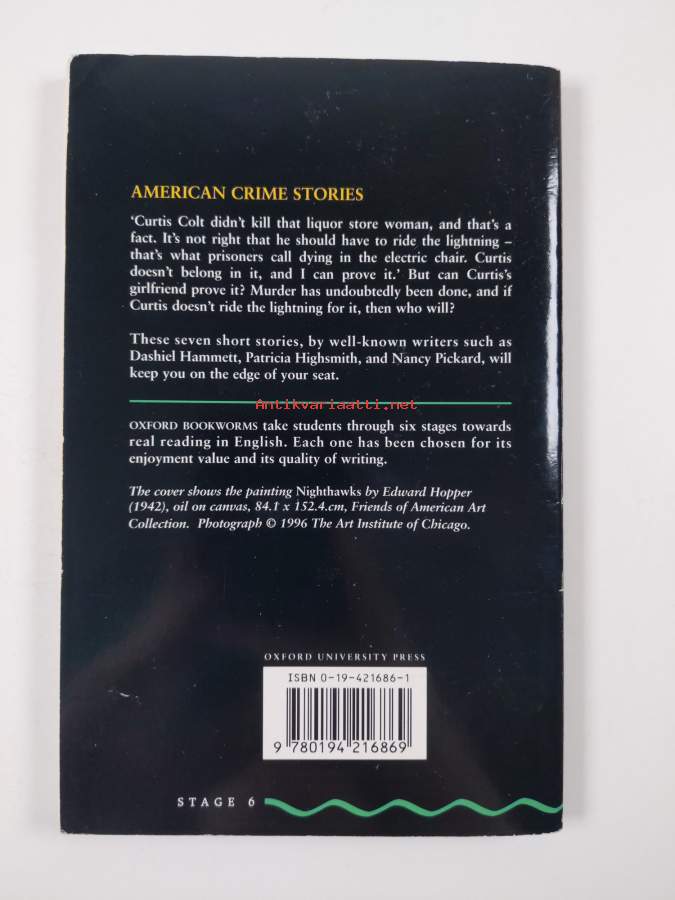 AMERICAN CRIME STORIES
‘Curtis Colt didn’t kill that liquor store woman, and that’s a
fact. It’s not right that he should have to ride the lightning –
that’s what prisoners call dying in the electric chair. Curtis
doesn’t belong in it, and I can prove it.’ But can Curtis’s
girlfriend prove it? Murder has undoubtedly been done, and if
Curtis doesn’t ride the lightning for it, then who will?
These seven short stories, by well-known writers such as
Dashiel Hammett, Patricia Highsmith, and Nancy Pickard, will
keep you on the edge of your seat.
Antikvariaatti.net
OXFORD BOOKWORMS take students through six stages towards
real reading in English. Each one has been chosen for its
enjoyment value and its quality of writing.
The cover shows the painting Nighthawks by Edward Hopper
(1942), oil on canvas, 84.1 x 152.4.cm, Friends of American Art
Collection. Photograph © 1996 The Art Institute of Chicago.
OXFORD UNIVERSITY PRESS
ISBN 0-19-421686-1
9 780194 216869
STAGE 6